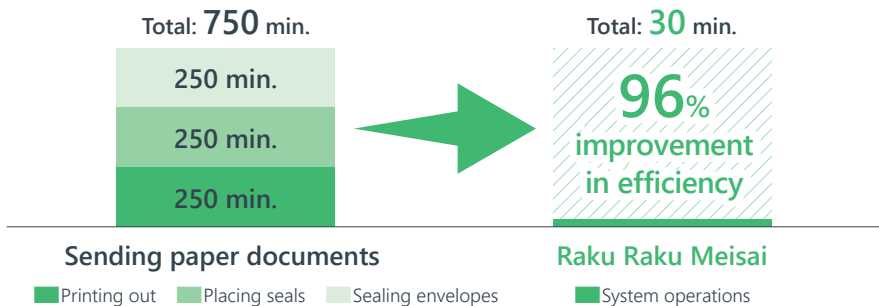 Total: 750 min.
250 min.
250 min.
250 min.
Sending paper documents
Printing out
Placing seals
Sealing envelopes
Total: 30 min.
96%
improvement
in efficiency
Raku Raku Meisai
System operations